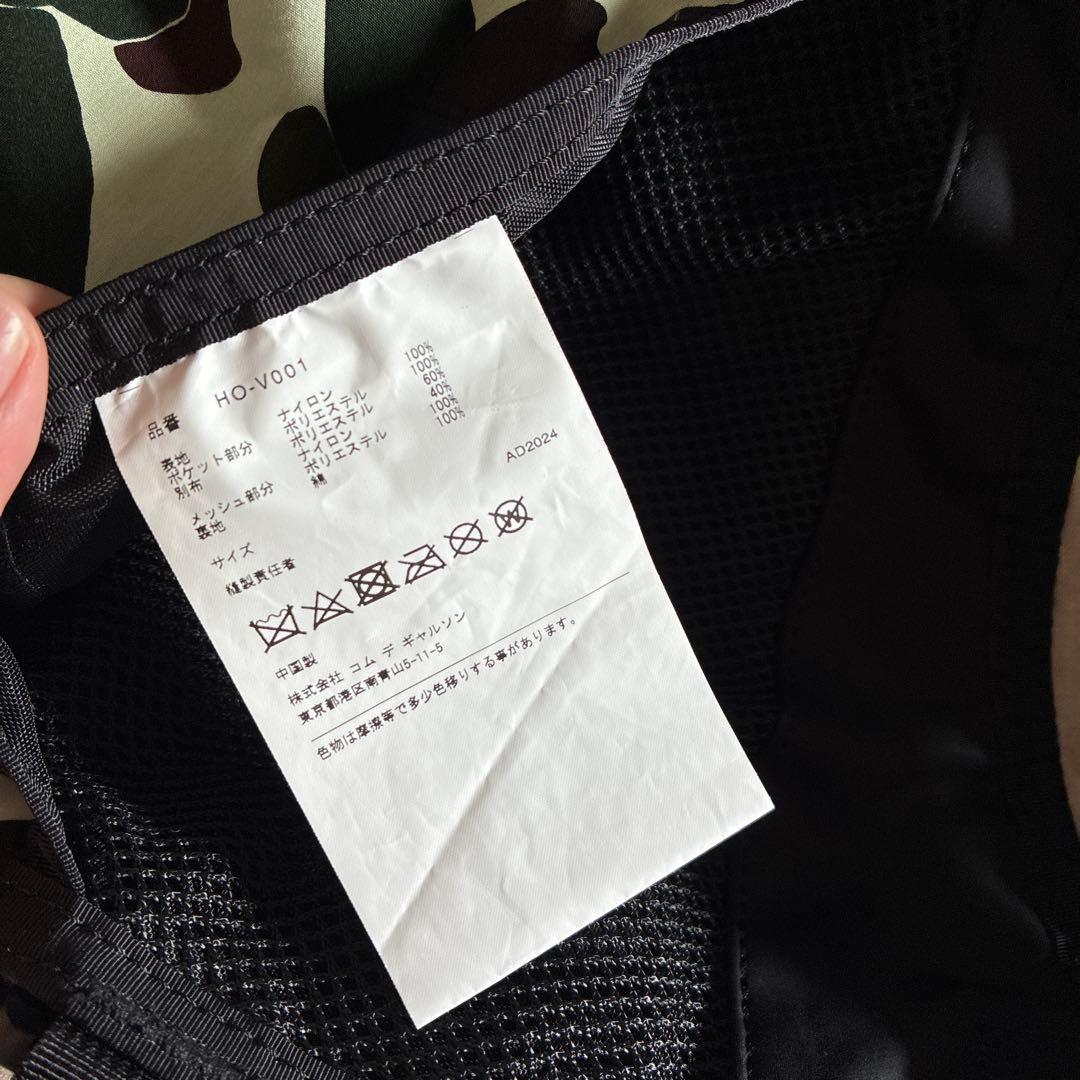 品番 HO-V001
表地 ナイロン 100%
ポケット部分 ポリエステル 100%
別布 ポリエステル 60%
ナイロン 40%
メッシュ部分 ポリエステル 100%
裏地 綿 100%
サイズ AD2024
縫製責任者
中国製
株式会社 コム デ ギャルソン
東京都港区南青山5-11-5
色物は摩擦等で多少色移りする事があります。